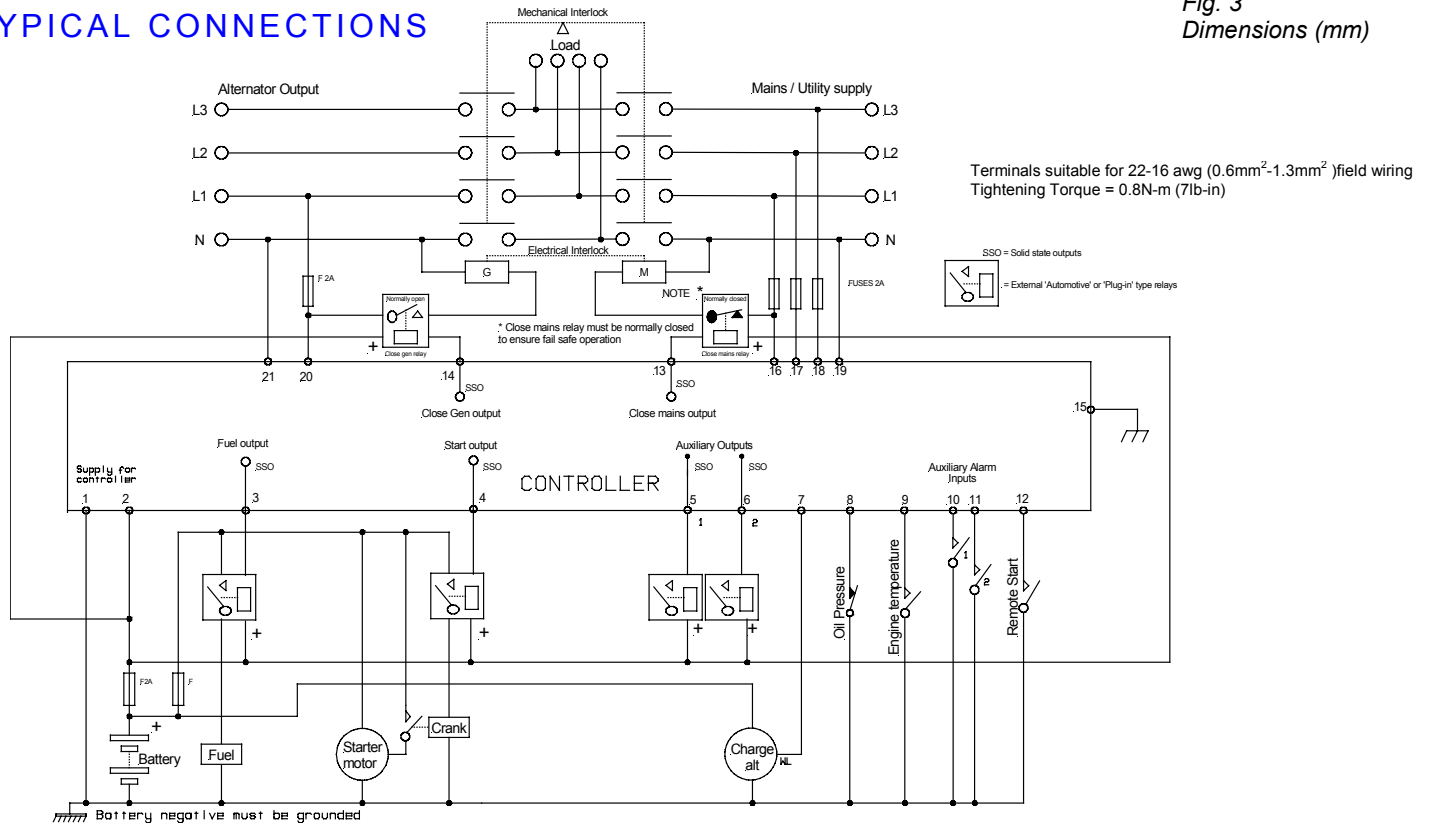 YPICAL CONNECTIONS
Fig. 3
Dimensions (mm)
Mechanical Interlock
Load
Alternator Output
Mains / Utility supply
L3
L3
L2
L2
L1
L1
N
N
Terminals suitable for 22-16 awg (0.6mm²-1.3mm² )field wiring
Tightening Torque = 0.8N-m (7lb-in)
Electrical Interlock
G
M
F 2A
FUSES 2A
SSO = Solid state outputs
= External 'Automotive' or 'Plug-in' type relays
NOTE *
Normally open
Normally closed
* Close mains relay must be normally closed
to ensure fail safe operation
+
Close gen relay
Close mains relay
+
21
20
14
13
16
17
18
19
SSO
SSO
Close Gen output
Close mains output
15
Fuel output
Start output
Auxiliary Outputs
SSO
SSO
SSO
SSO
Supply for
controller
CONTROLLER
Auxiliary Alarm
Inputs
1
2
3
4
5
6
7
8
9
10
11
12
1
2
1
2
Oil Pressure
Engine temperature
Remote Start
+
+
+
+
F2A
F
+
Battery
Fuel
Starter
motor
Crank
Charge
alt
WL
Battery negative must be grounded